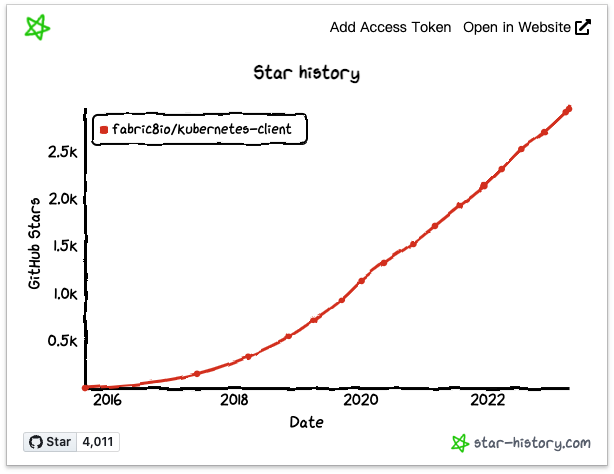 Add Access Token Open in Website
Star history
fabric8io/kubernetes-client
GitHub Stars
2.5k
2.0k
1.5k
1.0k
0.5k
2016 2018 2020 2022
Date
Star 4,011
star-history.com